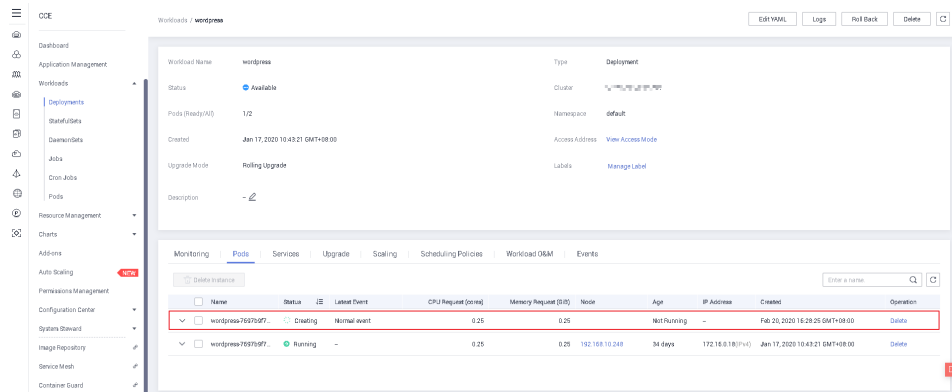 CCE
Workloads / wordpress
Edit YAML
Logs
Roll Back
Delete
Dashboard
Application Management
Workloads
Deployments
StatefulSets
DaemonSets
Jobs
Cron Jobs
Pods
Resource Management
Charts
Add-ons
Auto Scaling NEW
Permissions Management
Configuration Center
System Steward
Image Repository
Service Mesh
Container Guard
Workload Name wordpress Type Deployment
Status Available Cluster
Pods (Ready/All) 1/2 Namespace default
Created Jan 17, 2020 10:43:21 GMT+08:00 Access Address View Access Mode
Upgrade Mode Rolling Upgrade Labels Manage Label
Description –
Monitoring Pods Services Upgrade Scaling Scheduling Policies Workload O&M Events
Delete Instance Enter a name.
Name Status Latest Event CPU Request (cores) Memory Request (GiB) Node Age IP Address Created Operation
wordpress-7697b9f7... Creating Normal event 0.25 0.25 Not Running – Feb 20, 2020 16:28:25 GMT+08:00 Delete
wordpress-7697b9f7... Running – 0.25 0.25 192.168.10.248 34 days 172.16.0.18(IPv4) Jan 17, 2020 10:43:21 GMT+08:00 Delete